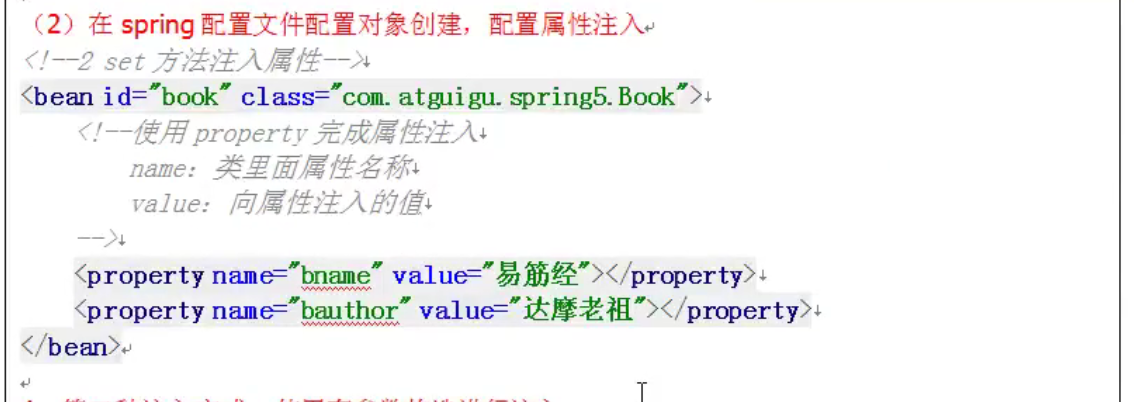 （2）在 spring 配置文件配置对象创建，配置属性注入
<!--2 set 方法注入属性-->
<bean id="book" class="com.atguigu.spring5.Book">
<!--使用 property 完成属性注入
name：类里面属性名称
value：向属性注入的值
-->
<property name="bname" value="易筋经"></property>
<property name="bauthor" value="达摩老祖"></property>
</bean>